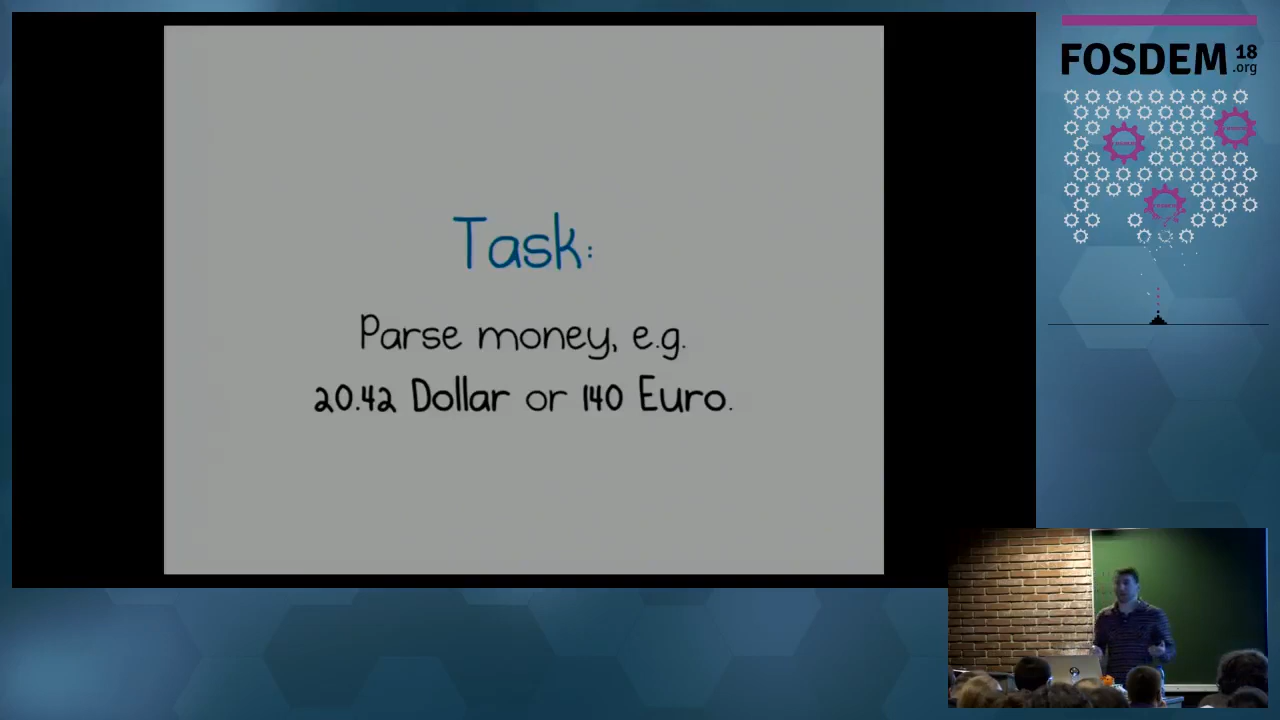 Task:
Parse money, e.g.
20.42 Dollar or 140 Euro.
FOSDEM 18
.org